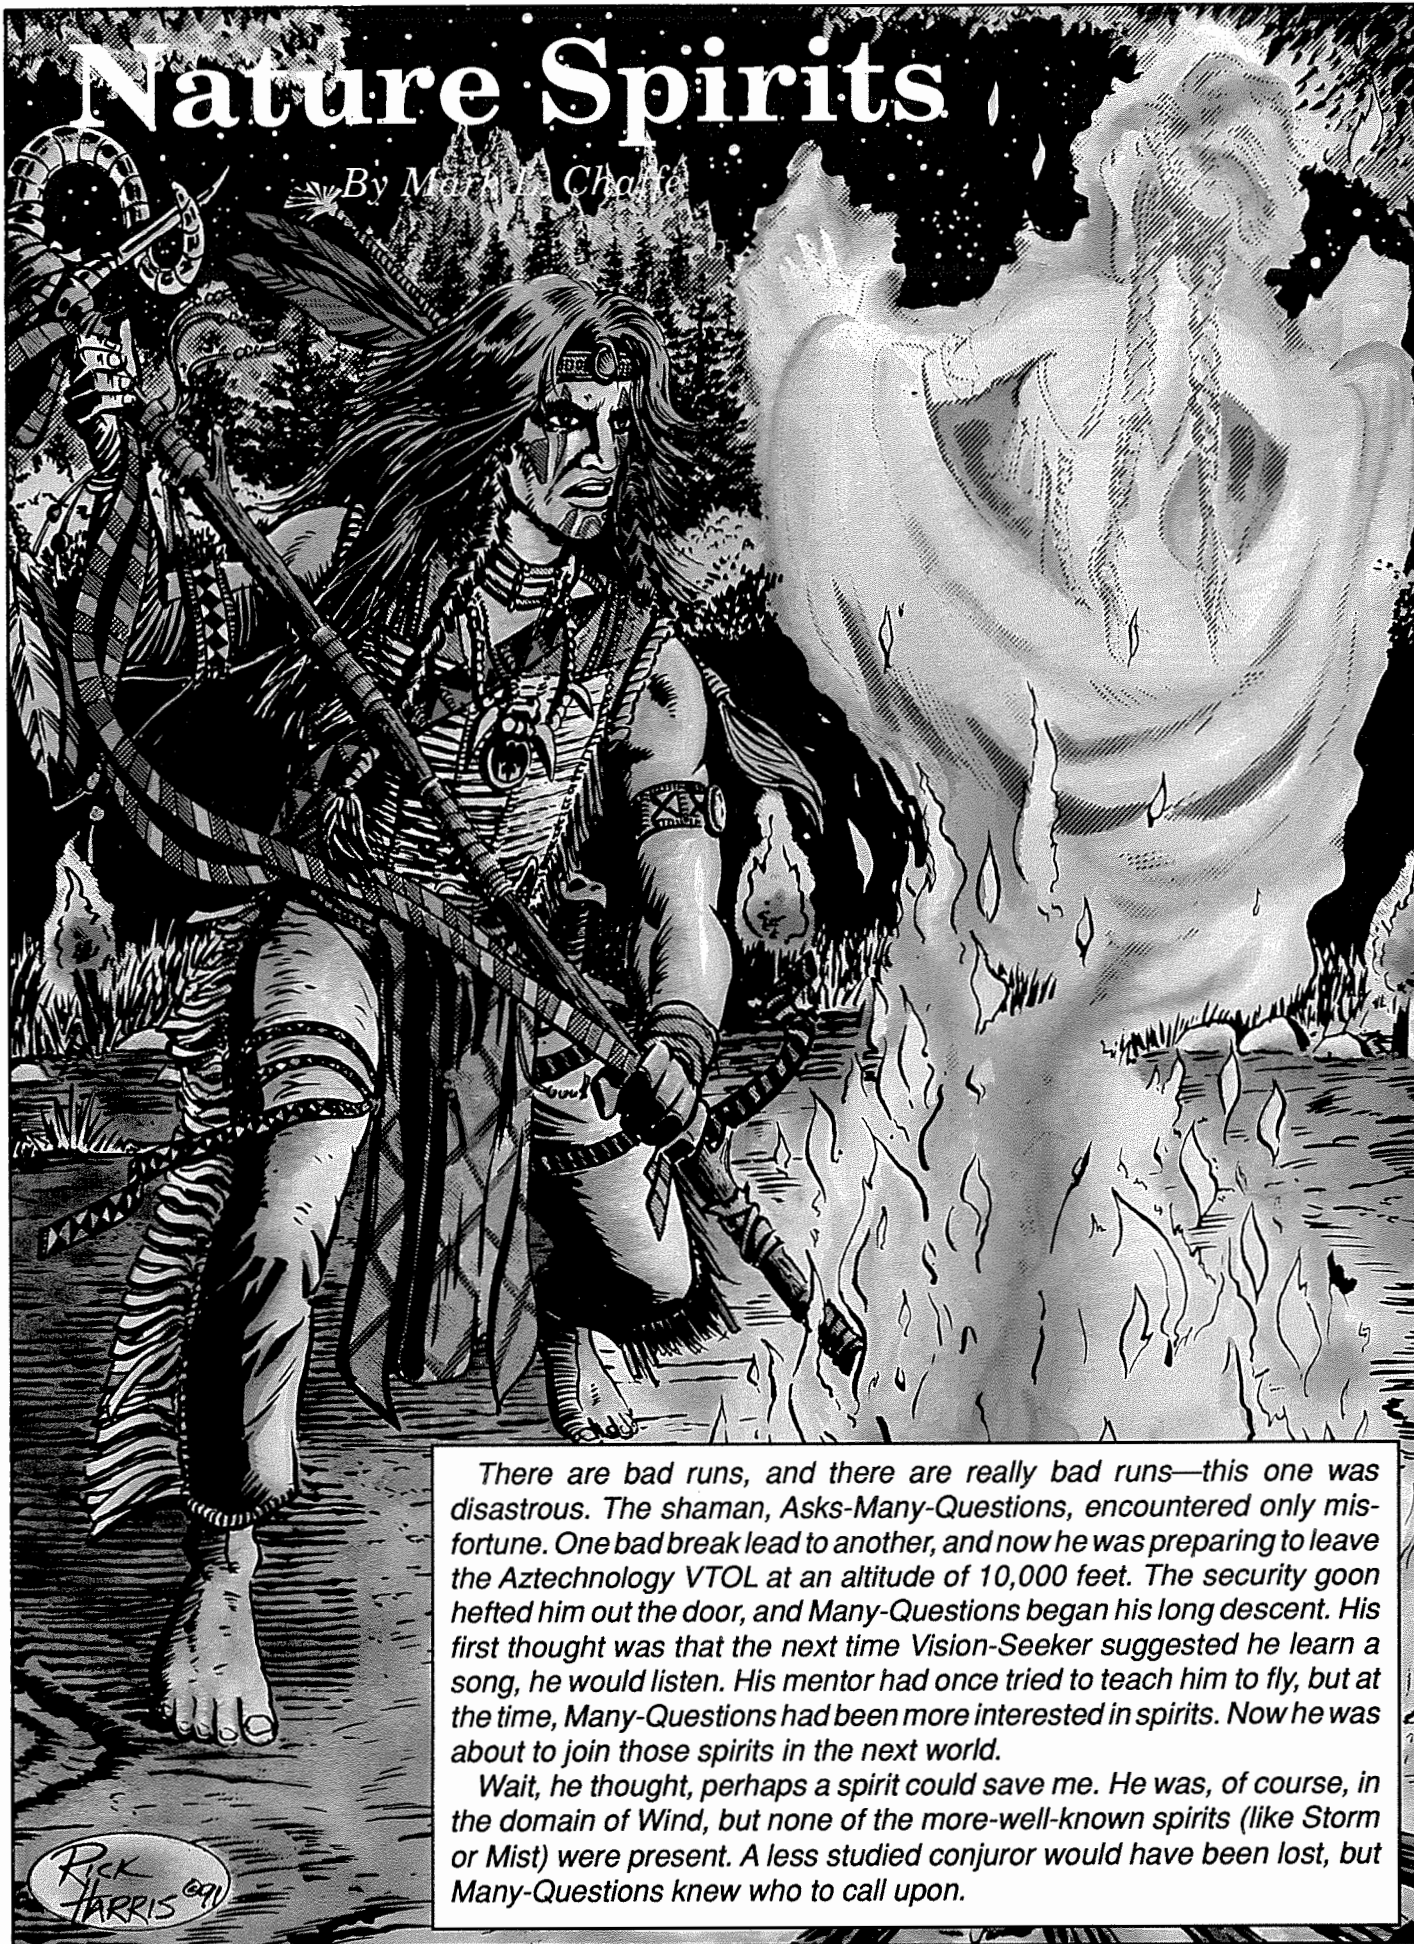 Nature Spirits
By Mark L. Chaffe
There are bad runs, and there are really bad runs—this one was
disastrous. The shaman, Asks-Many-Questions, encountered only mis-
fortune. One bad break lead to another, and now he was preparing to leave
the Aztechnology VTOL at an altitude of 10,000 feet. The security goon
hefted him out the door, and Many-Questions began his long descent. His
first thought was that the next time Vision-Seeker suggested he learn a
song, he would listen. His mentor had once tried to teach him to fly, but at
the time, Many-Questions had been more interested in spirits. Now he was
about to join those spirits in the next world.
Wait, he thought, perhaps a spirit could save me. He was, of course, in
the domain of Wind, but none of the more-well-known spirits (like Storm
or Mist) were present. A less studied conjuror would have been lost, but
Many-Questions knew who to call upon.
RICK
HARRIS ©91